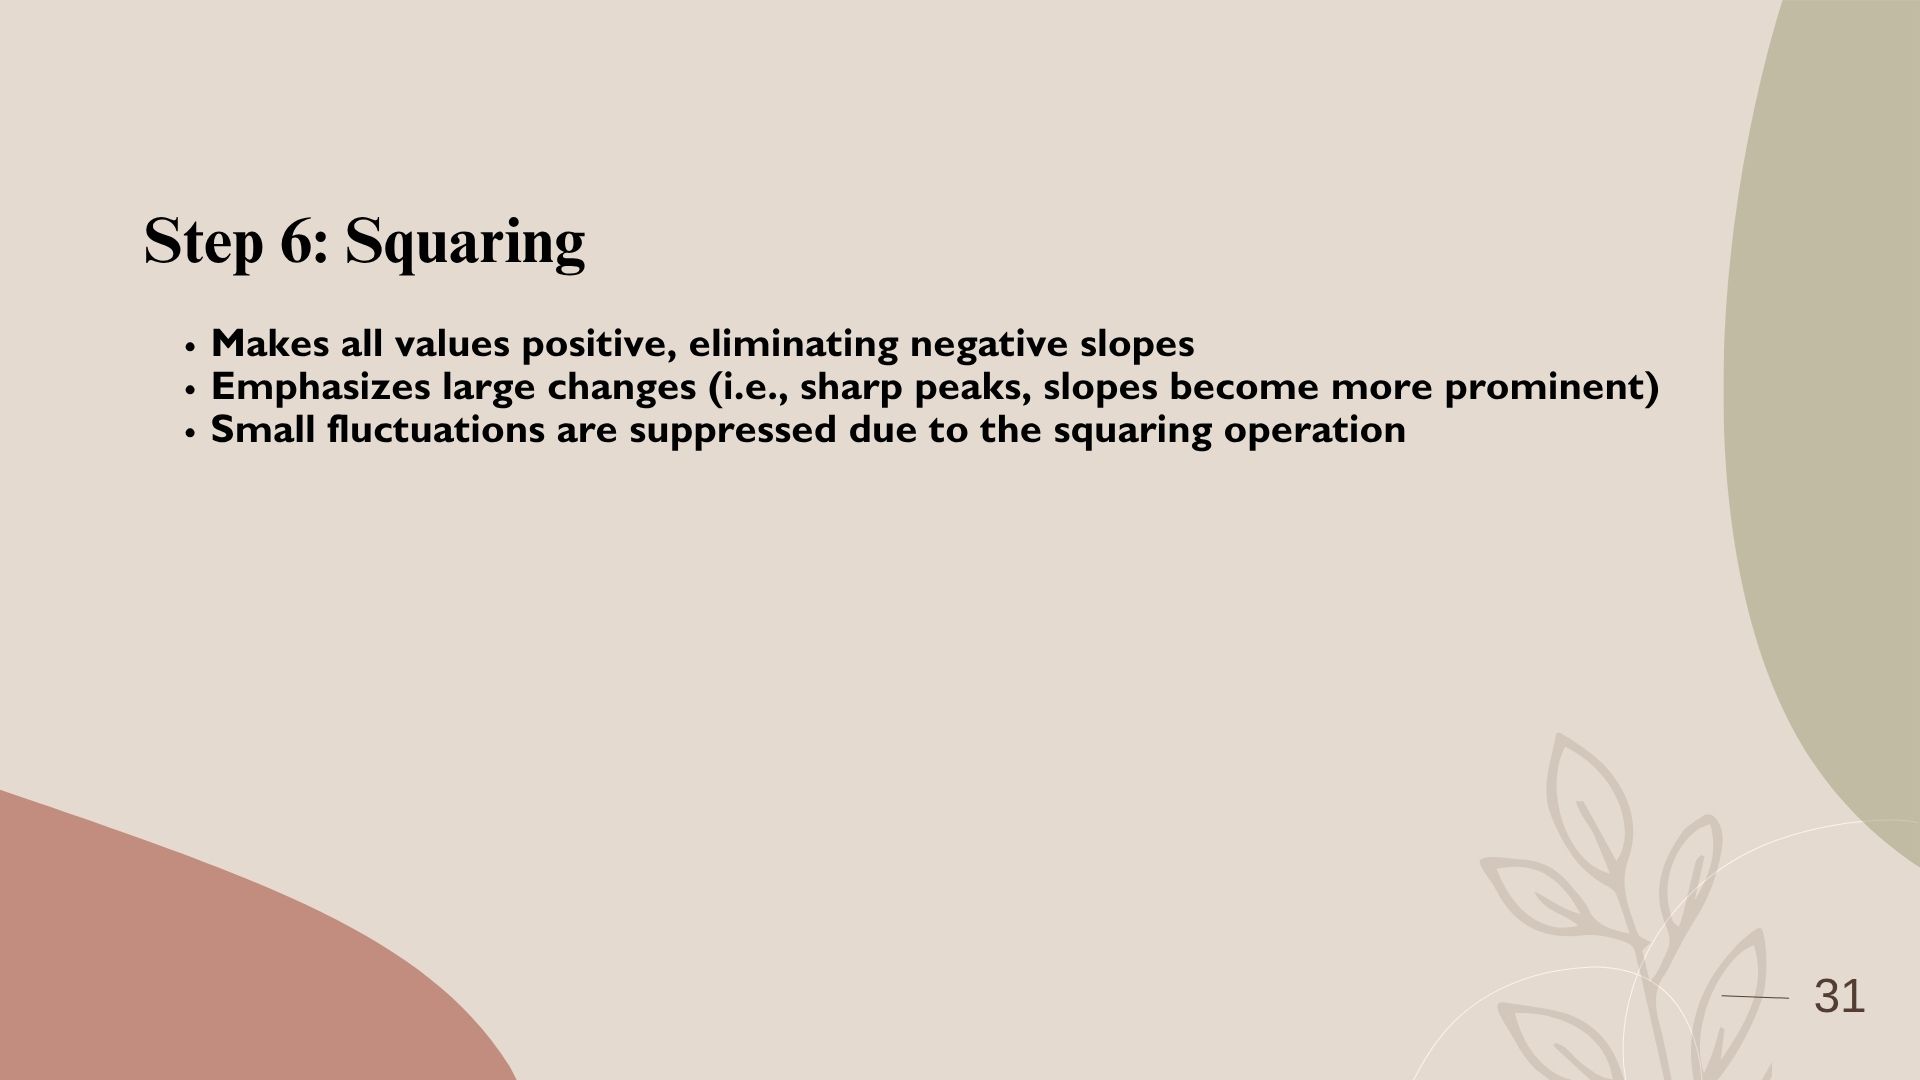 Step 6: Squaring
• Makes all values positive, eliminating negative slopes
• Emphasizes large changes (i.e., sharp peaks, slopes become more prominent)
• Small fluctuations are suppressed due to the squaring operation
31